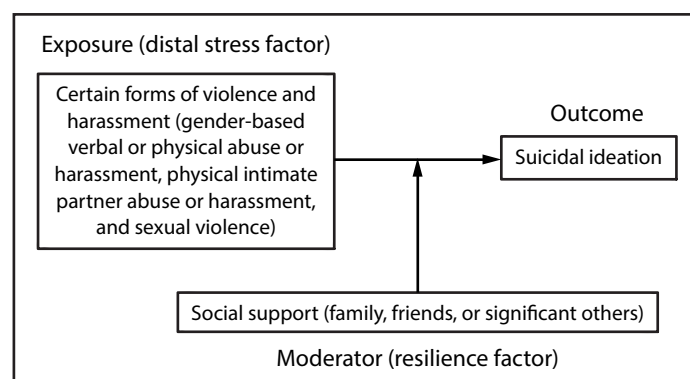 Exposure (distal stress factor)
Certain forms of violence and
harassment (gender-based
verbal or physical abuse or
harassment, physical intimate
partner abuse or harassment,
and sexual violence)
Outcome
Suicidal ideation
Social support (family, friends, or significant others)
Moderator (resilience factor)